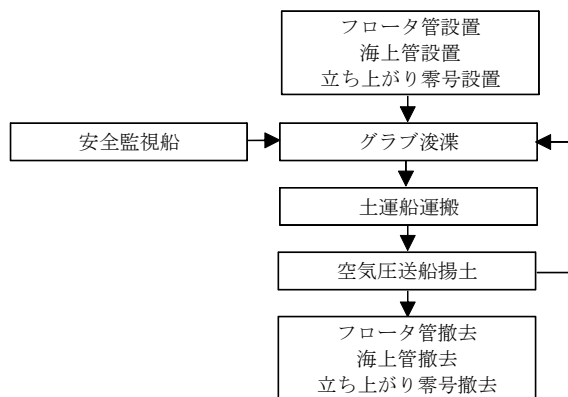 フロータ管設置
海上管設置
立ち上がり零号設置
安全監視船
グラブ浚渫
土運船運搬
空気圧送船揚土
フロータ管撤去
海上管撤去
立ち上がり零号撤去